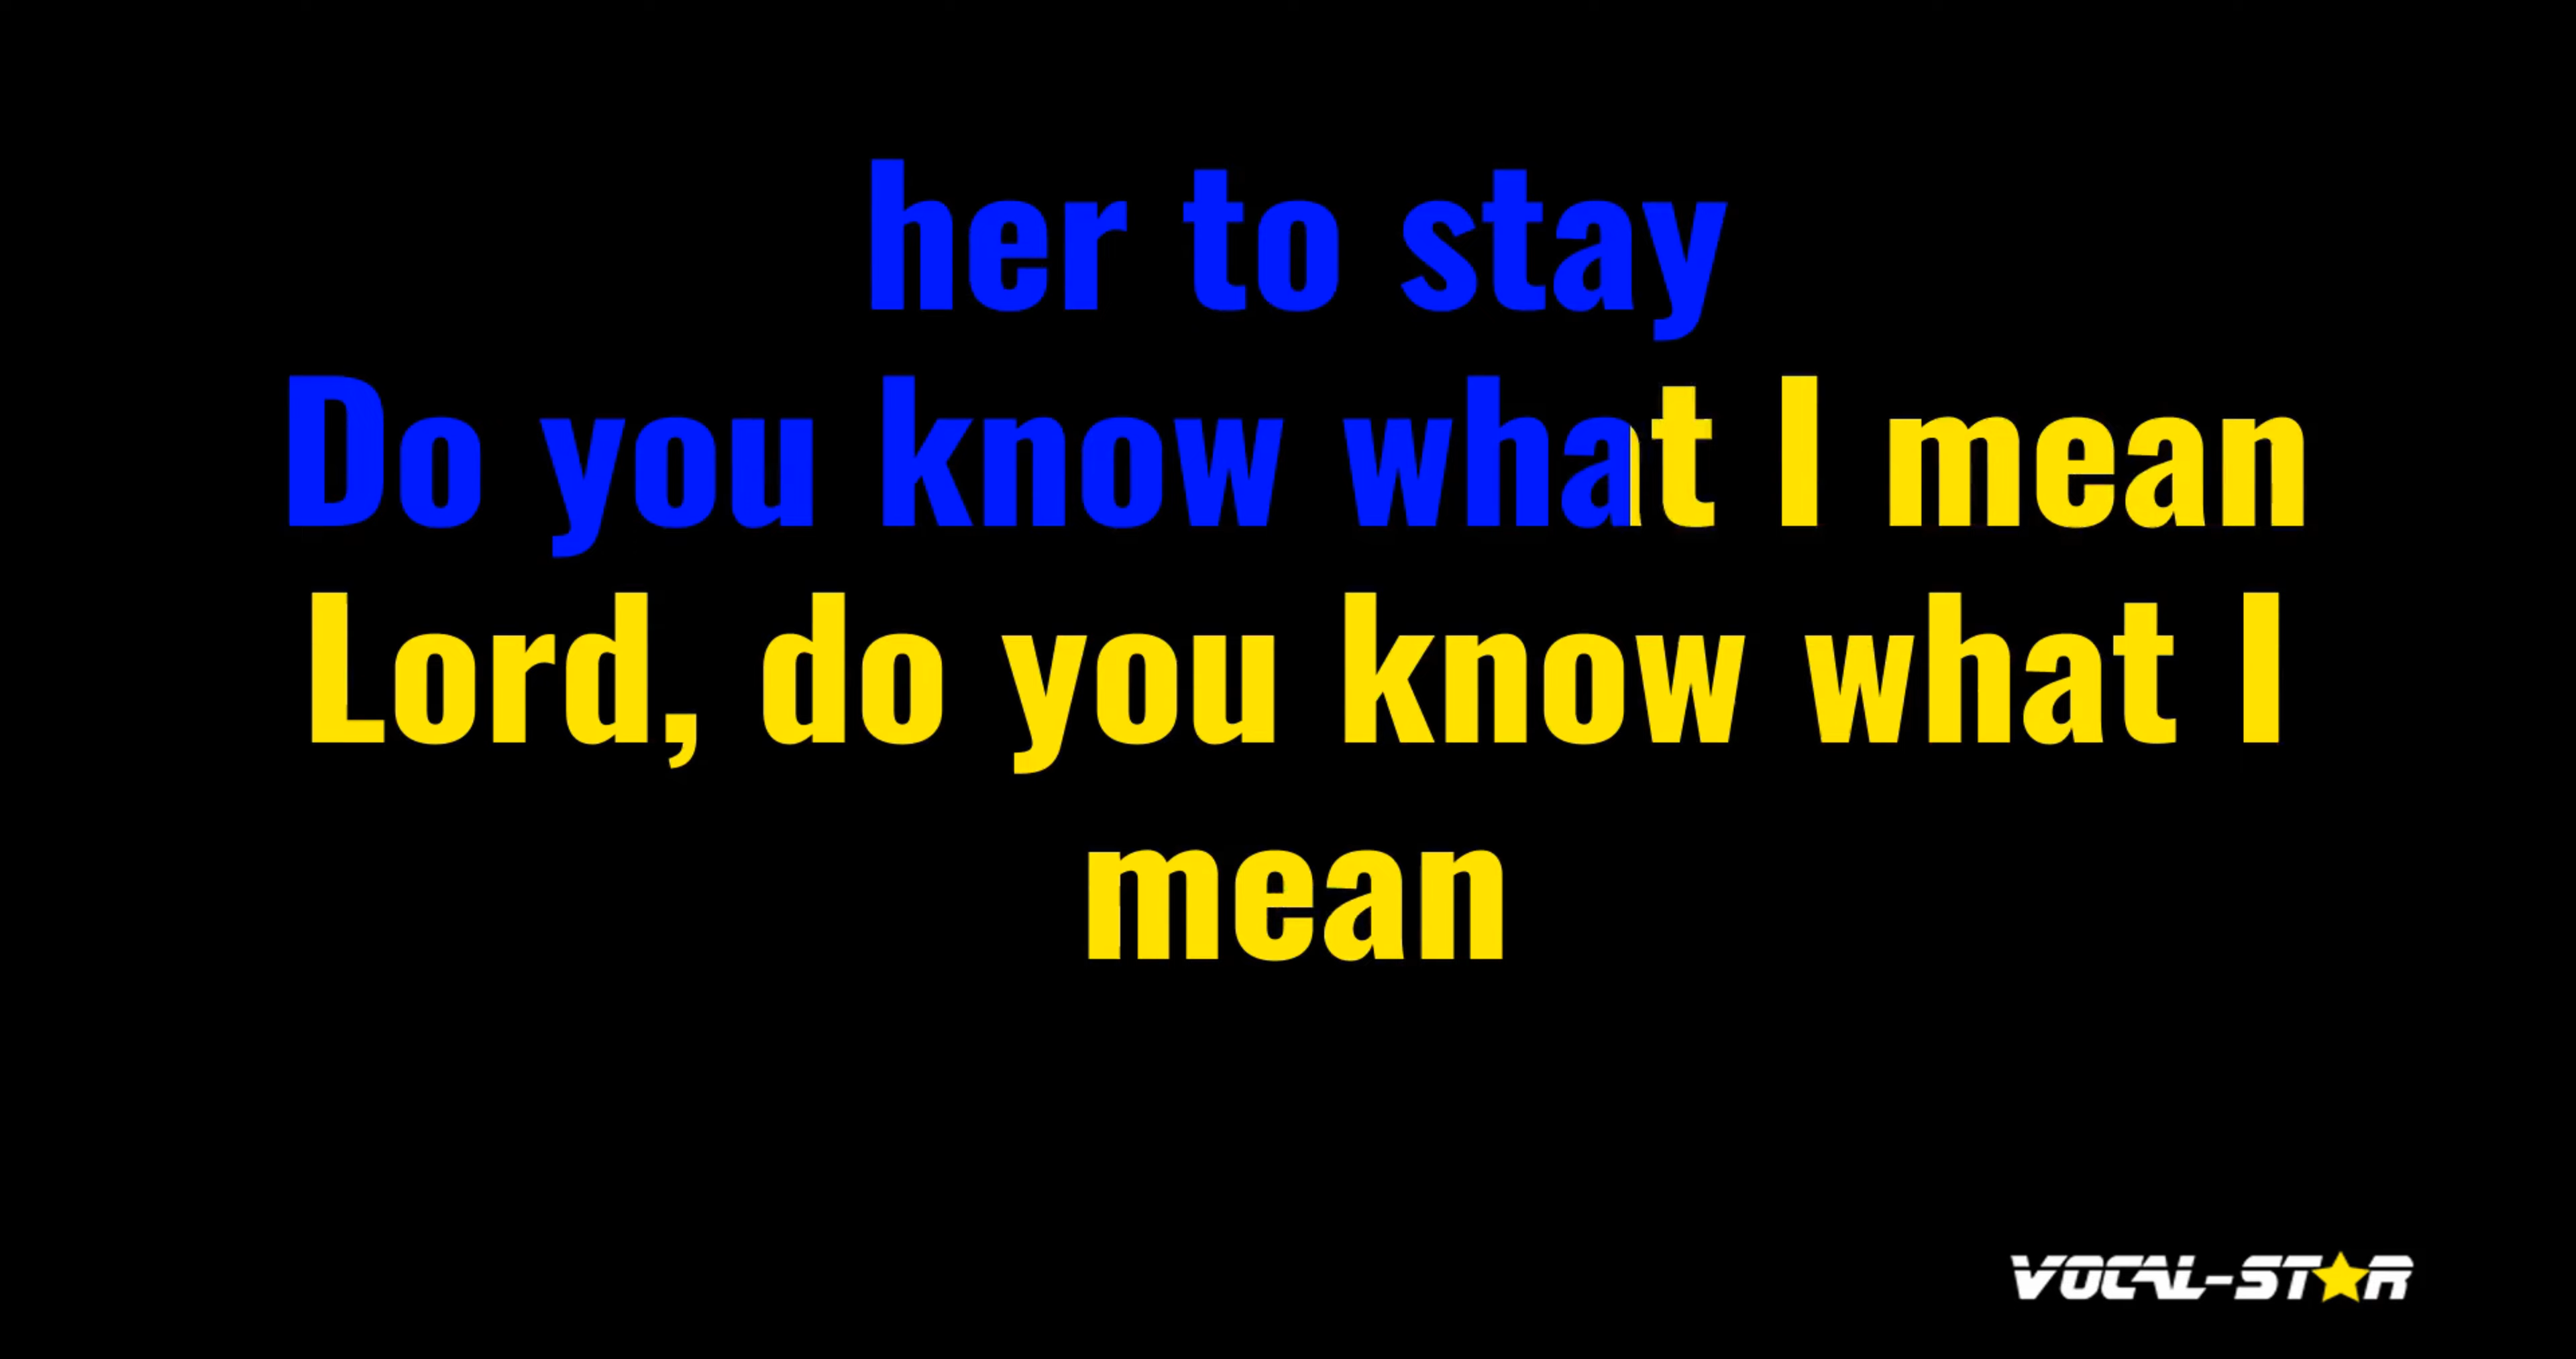 her to stay
Do you know what I mean
Lord, do you know what I
mean
VOCAL-STAR